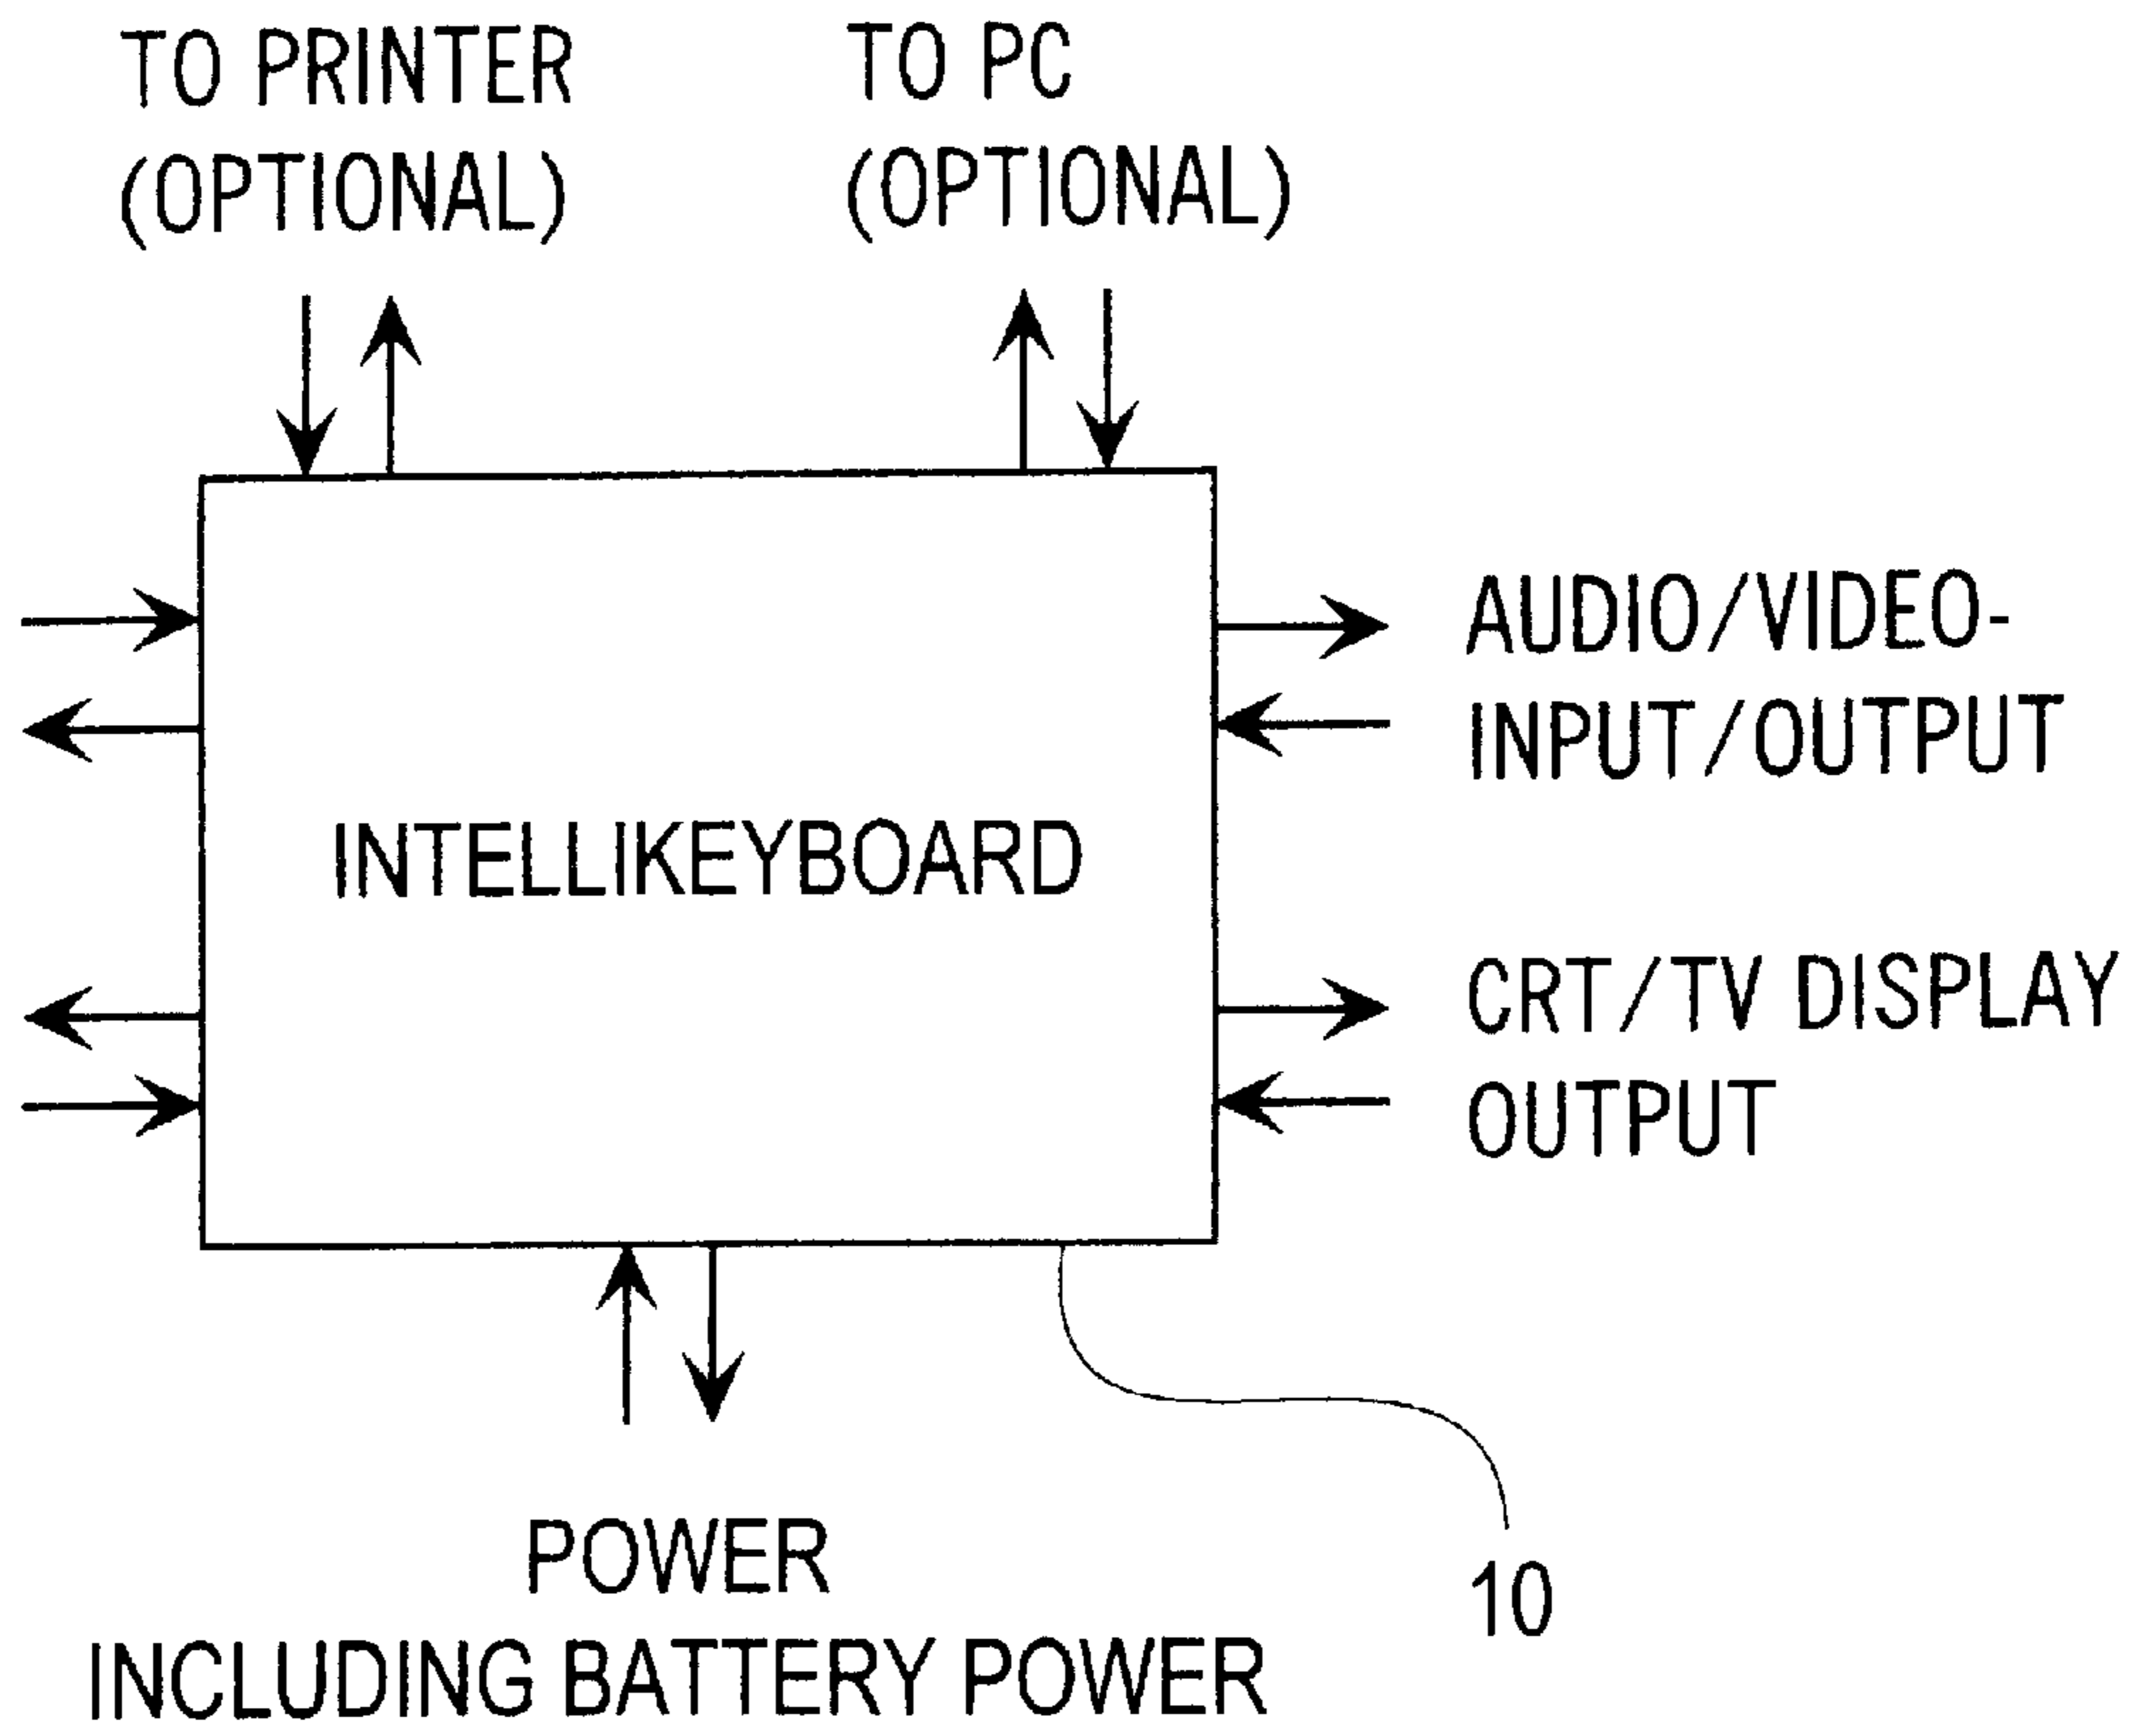 TO PRINTER
(OPTIONAL)
TO PC
(OPTIONAL)
AUDIO/VIDEO-
INPUT/OUTPUT
INTELLIKEYBOARD
CRT/TV DISPLAY
OUTPUT
POWER
INCLUDING BATTERY POWER
10